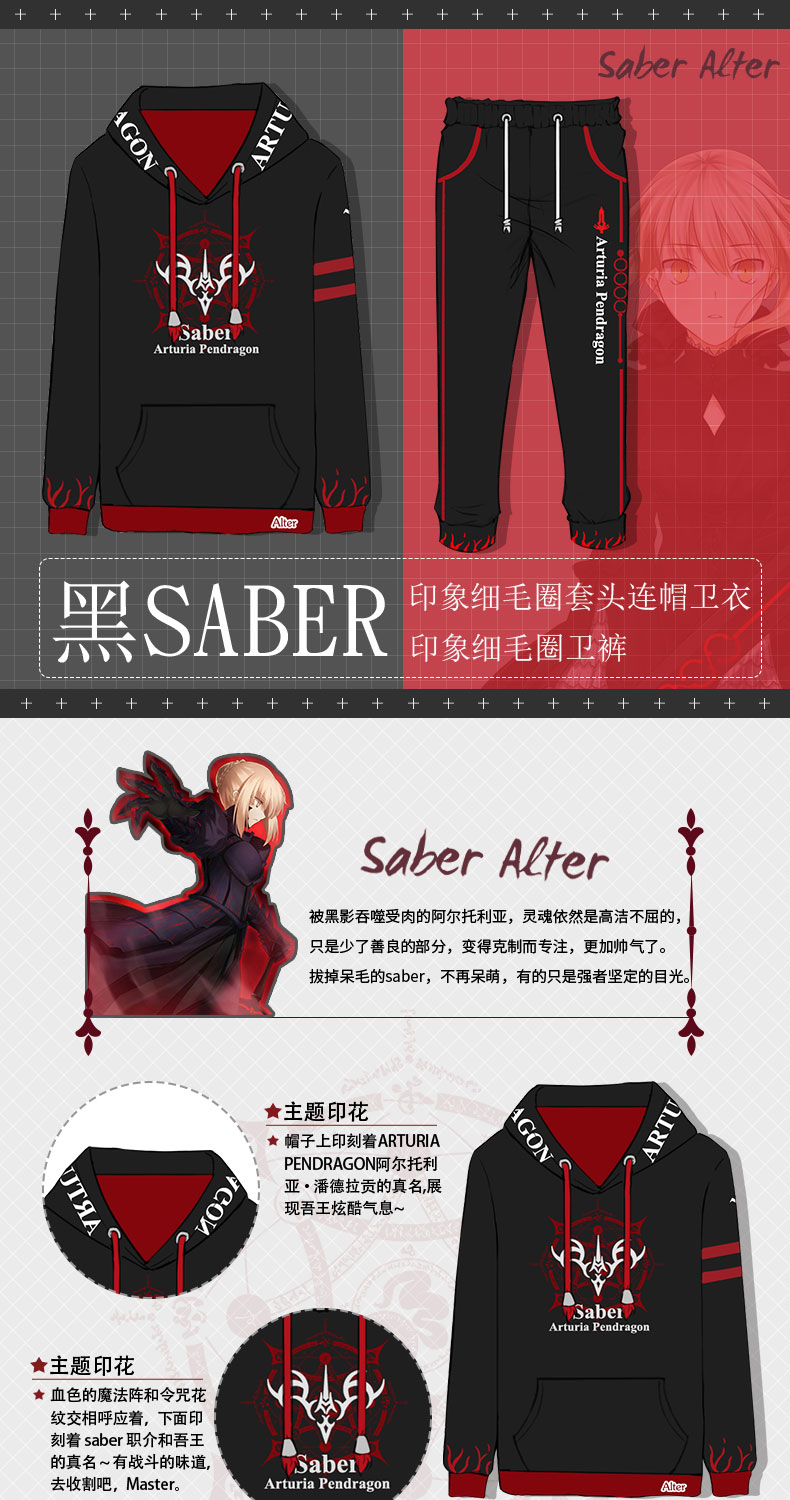 Saber Alter
AGON
ARTU
Saber
Arturia Pendragon
Alter
Arturia Pendragon
黑SABER
印象细毛圈套头连帽卫衣
印象细毛圈卫裤
Saber Alter
被黑影吞噬受肉的阿尔托利亚，灵魂依然是高洁不屈的，
只是少了善良的部分，变得克制而专注，更加帅气了。
拔掉呆毛的saber，不再呆萌，有的只是强者坚定的目光。
主题印花
帽子上印刻着ARTURIA
PENDRAGON阿尔托利
亚·潘德拉贡的真名,展
现吾王炫酷气息~
ARTU
AGON
AGON
ARTU
Saber
Arturia Pendragon
Alter
主题印花
血色的魔法阵和令咒花
纹交相呼应着，下面印
刻着 saber 职介和吾王
的真名~有战斗的味道,
去收割吧，Master。
Saber
Arturia Pendragon